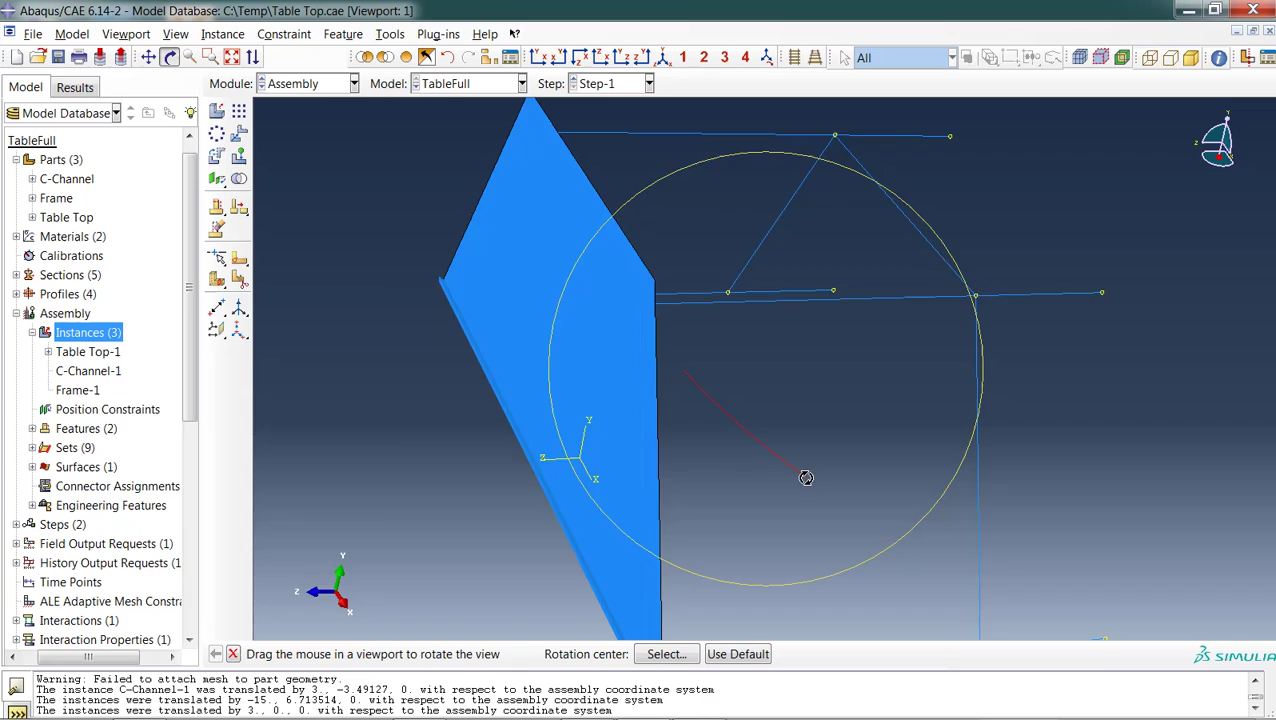 Abaqus/CAE 6.14-2 - Model Database: C:\Temp\Table Top.cae [Viewport: 1]
File Model Viewport View Instance Constraint Feature Tools Plug-ins Help
1 2 3 4 All
Model Results Module: Assembly Model: TableFull Step: Step-1
Model Database
TableFull
Parts (3)
C-Channel
Frame
Table Top
Materials (2)
Calibrations
Sections (5)
Profiles (4)
Assembly
Instances (3)
Table Top-1
C-Channel-1
Frame-1
Position Constraints
Features (2)
Sets (9)
Surfaces (1)
Connector Assignments
Engineering Features
Steps (2)
Field Output Requests (1)
History Output Requests (1
Time Points
ALE Adaptive Mesh Constra
Interactions (1)
Interaction Properties (1)
Y
Z
X
Y
Z
X
Drag the mouse in a viewport to rotate the view Rotation center: Select... Use Default
SIMULIA
Warning: Failed to attach mesh to part geometry.
The instance C-Channel-1 was translated by 3., -3.49127, 0. with respect to the assembly coordinate system
The instances were translated by -15., 6.713514, 0. with respect to the assembly coordinate system
The instances were translated by 3., 0., 0. with respect to the assembly coordinate system
>>>